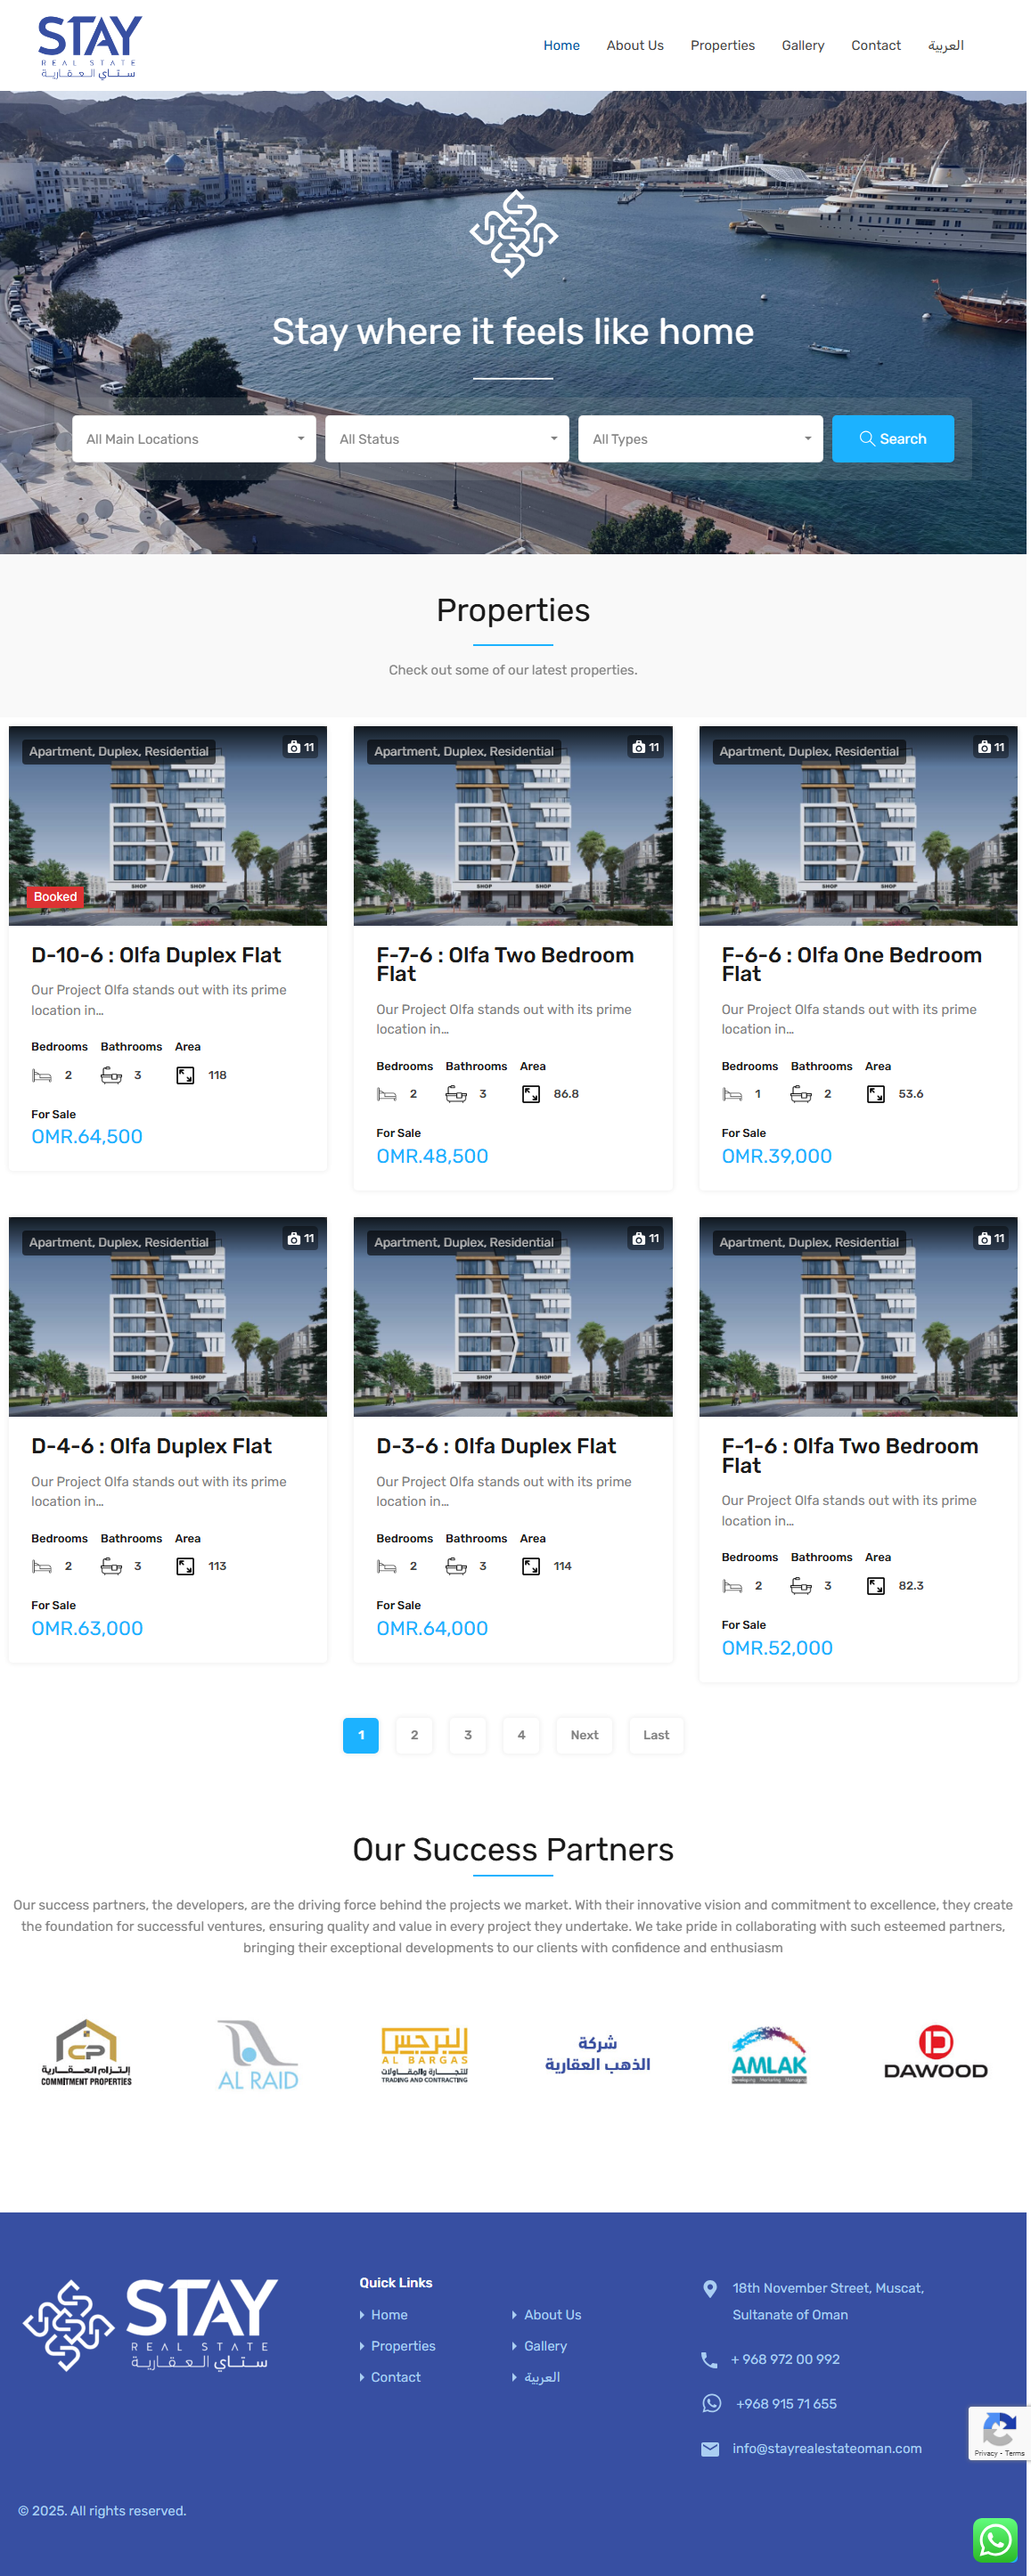 STAY
REAL STATE
ستاي العقارية
Home
About Us
Properties
Gallery
Contact
العربية
Stay where it feels like home
All Main Locations
All Status
All Types
Search
Properties
Check out some of our latest properties.
Apartment, Duplex, Residential
11
SHOP SHOP
Booked
D-10-6 : Olfa Duplex Flat
Our Project Olfa stands out with its prime
location in…
Bedrooms Bathrooms Area
2 3 118
For Sale
OMR.64,500
Apartment, Duplex, Residential
11
SHOP SHOP
F-7-6 : Olfa Two Bedroom
Flat
Our Project Olfa stands out with its prime
location in…
Bedrooms Bathrooms Area
2 3 86.8
For Sale
OMR.48,500
Apartment, Duplex, Residential
11
SHOP SHOP
F-6-6 : Olfa One Bedroom
Flat
Our Project Olfa stands out with its prime
location in…
Bedrooms Bathrooms Area
1 2 53.6
For Sale
OMR.39,000
Apartment, Duplex, Residential
11
SHOP SHOP
D-4-6 : Olfa Duplex Flat
Our Project Olfa stands out with its prime
location in…
Bedrooms Bathrooms Area
2 3 113
For Sale
OMR.63,000
Apartment, Duplex, Residential
11
SHOP SHOP
D-3-6 : Olfa Duplex Flat
Our Project Olfa stands out with its prime
location in…
Bedrooms Bathrooms Area
2 3 114
For Sale
OMR.64,000
Apartment, Duplex, Residential
11
SHOP SHOP
F-1-6 : Olfa Two Bedroom
Flat
Our Project Olfa stands out with its prime
location in…
Bedrooms Bathrooms Area
2 3 82.3
For Sale
OMR.52,000
1 2 3 4 Next Last
Our Success Partners
Our success partners, the developers, are the driving force behind the projects we market. With their innovative vision and commitment to excellence, they create
the foundation for successful ventures, ensuring quality and value in every project they undertake. We take pride in collaborating with such esteemed partners,
bringing their exceptional developments to our clients with confidence and enthusiasm
CP
إلتزام العقارية
COMMITMENT PROPERTIES
AL RAID
البرجس
AL BARGAS
للتجارة والمقاولات
TRADING AND CONTRACTING
شركة
الذهب العقارية
AMLAK
Developing Marketing Managing
DAWOOD
STAY
REAL STATE
ستاي العقارية
Quick Links
Home
About Us
Properties
Gallery
Contact
العربية
18th November Street, Muscat,
Sultanate of Oman
+ 968 972 00 992
+968 915 71 655
info@stayrealestateoman.com
Privacy - Terms
© 2025. All rights reserved.